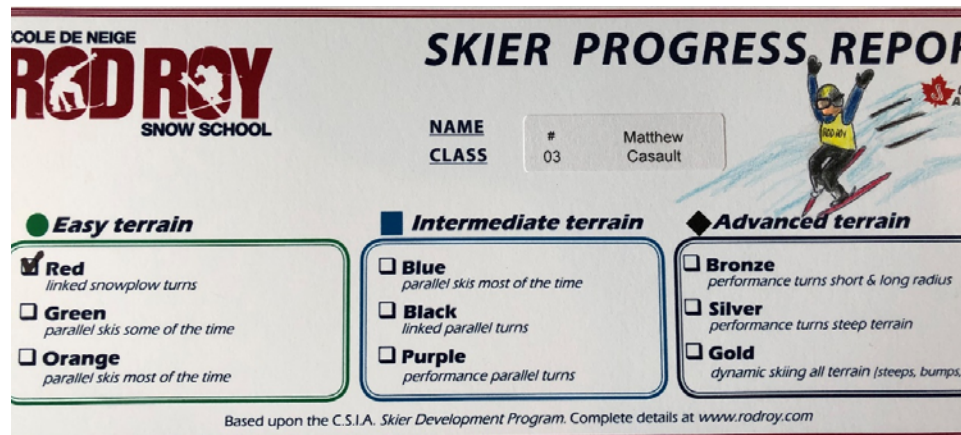 COLE DE NEIGE
ROD ROY
SNOW SCHOOL
SKIER PROGRESS REPOR
NAME # Matthew
CLASS 03 Casault
ROD ROY
Easy terrain
Red
linked snowplow turns
Green
parallel skis some of the time
Orange
parallel skis most of the time
Intermediate terrain
Blue
parallel skis most of the time
Black
linked parallel turns
Purple
performance parallel turns
Advanced terrain
Bronze
performance turns short & long radius
Silver
performance turns steep terrain
Gold
dynamic skiing all terrain (steeps, bumps,
Based upon the C.S.I.A. Skier Development Program. Complete details at www.rodroy.com